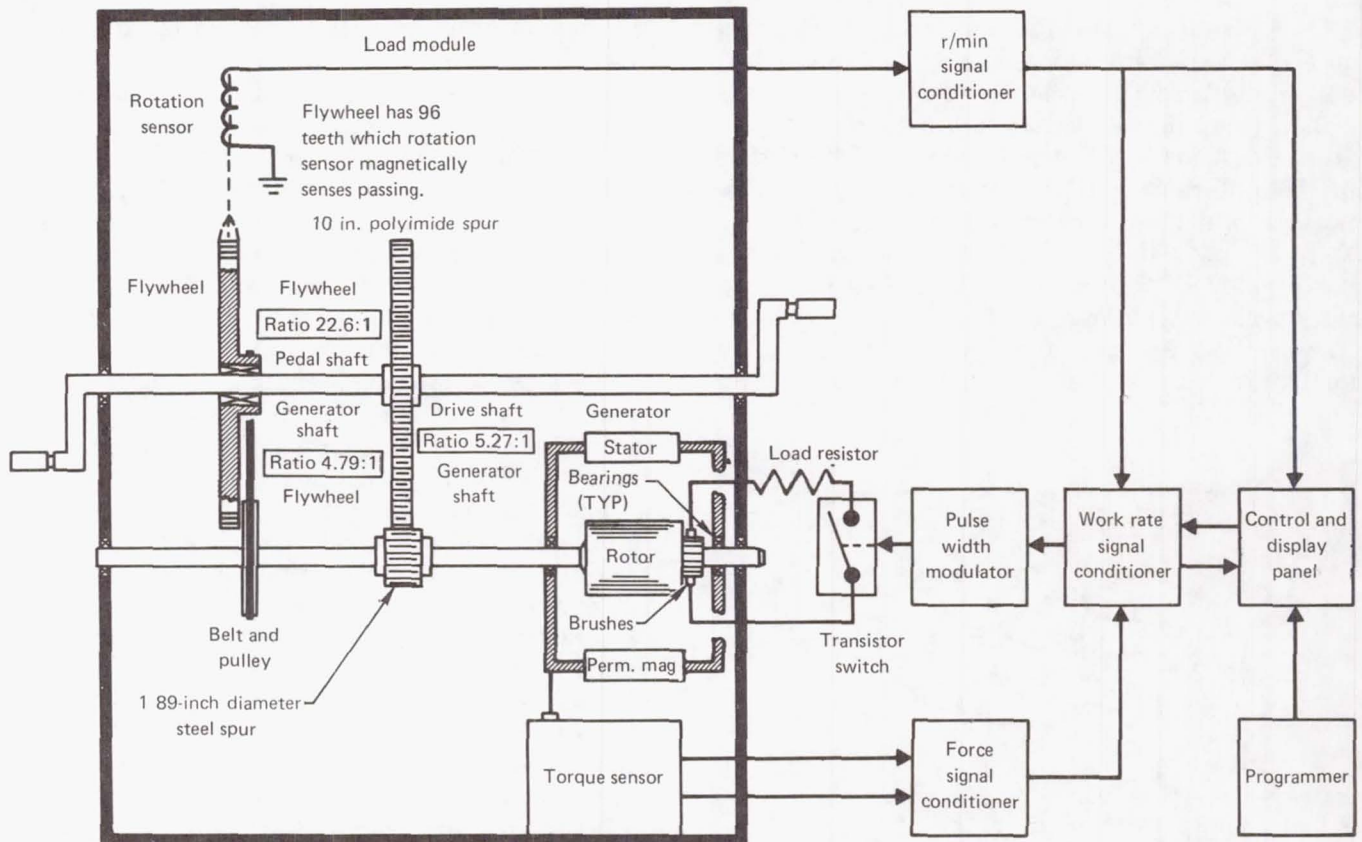 Load module
r/min
signal
conditioner
Rotation
sensor
Flywheel has 96
teeth which rotation
sensor magnetically
senses passing.
10 in. polyimide spur
Flywheel
Flywheel
Ratio 22.6:1
Pedal shaft
Generator
shaft
Ratio 4.79:1
Flywheel
Drive shaft
Ratio 5.27:1
Generator
shaft
Generator
Stator
Bearings
(TYP)
Rotor
Brushes
Perm. mag
Load resistor
Transistor
switch
Pulse
width
modulator
Work rate
signal
conditioner
Control and
display
panel
Belt and
pulley
1 89-inch diameter
steel spur
Torque sensor
Force
signal
conditioner
Programmer